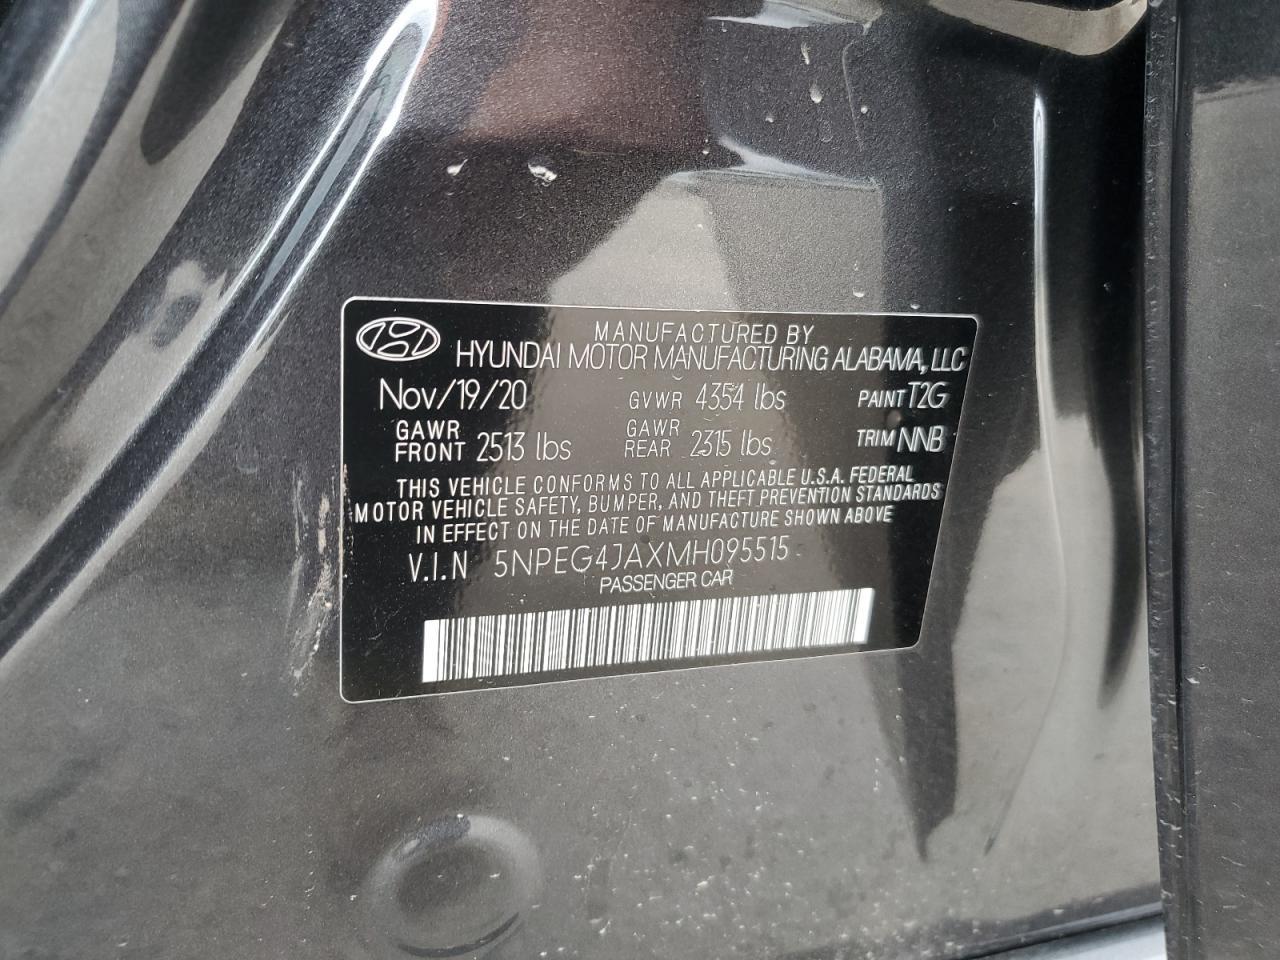 MANUFACTURED BY
HYUNDAI MOTOR MANUFACTURING ALABAMA, LLC
Nov/19/20 GVWR 4354 lbs PAINT T2G
GAWR FRONT 2513 lbs GAWR REAR 2315 lbs TRIM NNB
THIS VEHICLE CONFORMS TO ALL APPLICABLE U.S.A. FEDERAL
MOTOR VEHICLE SAFETY, BUMPER, AND THEFT PREVENTION STANDARDS
IN EFFECT ON THE DATE OF MANUFACTURE SHOWN ABOVE
V.I.N 5NPEG4JAXMH095515
PASSENGER CAR